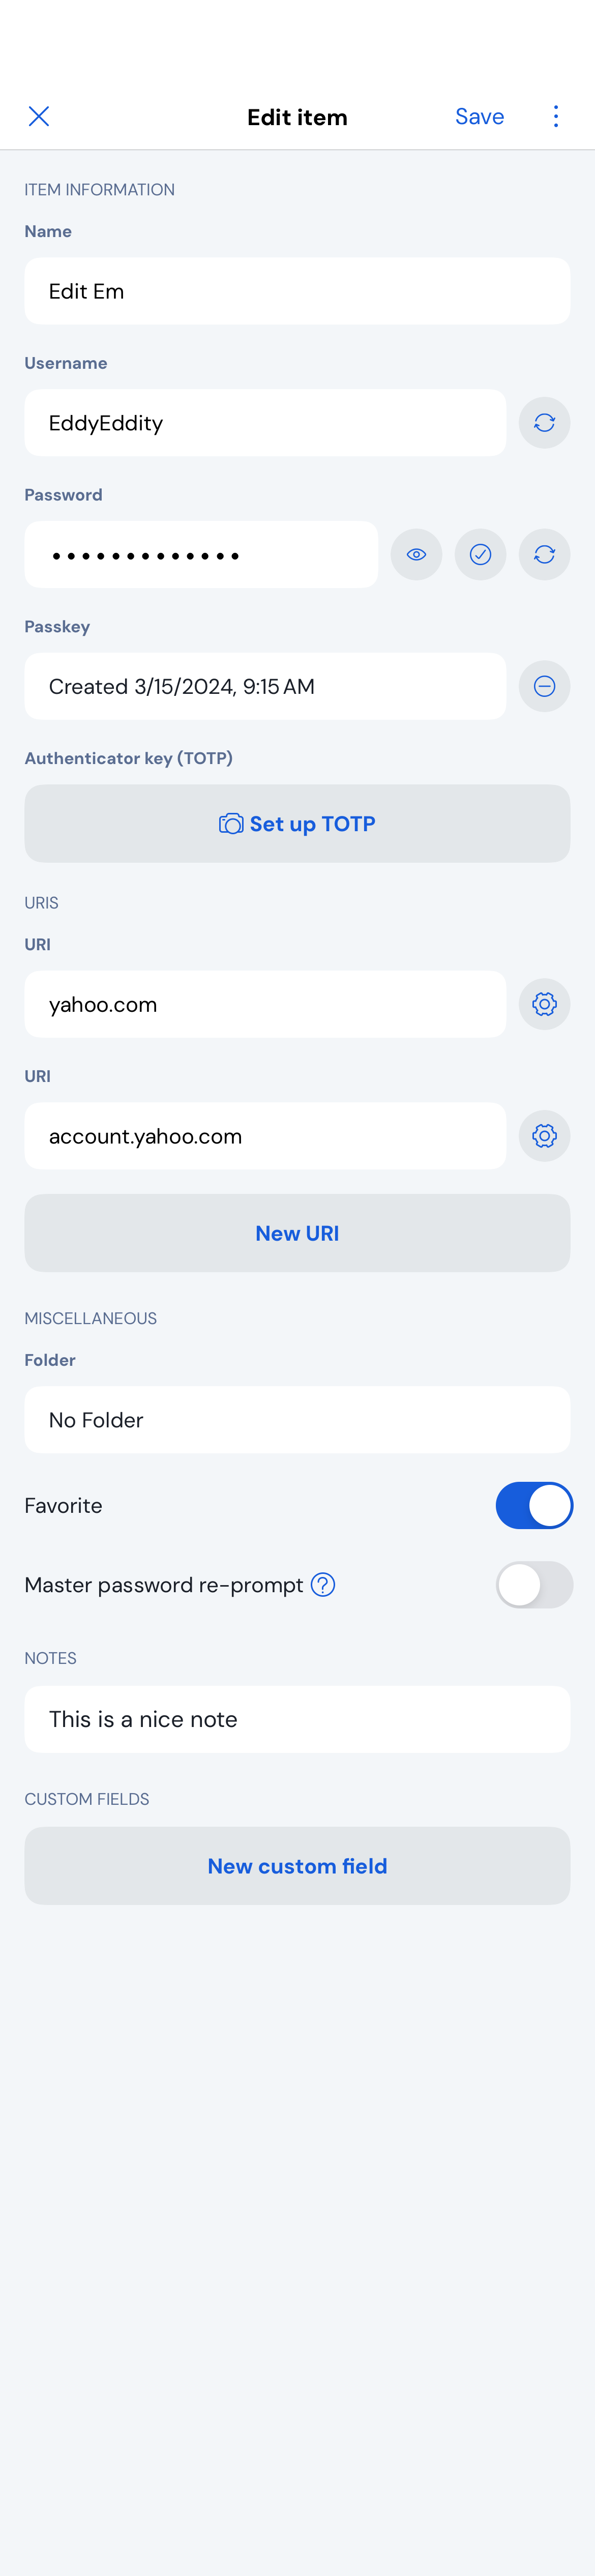 Edit item
Save
ITEM INFORMATION
Name
Edit Em
Username
EddyEddity
Password
•••••••••••••
Passkey
Created 3/15/2024, 9:15 AM
Authenticator key (TOTP)
Set up TOTP
URIS
URI
yahoo.com
URI
account.yahoo.com
New URI
MISCELLANEOUS
Folder
No Folder
Favorite
Master password re-prompt
NOTES
This is a nice note
CUSTOM FIELDS
New custom field